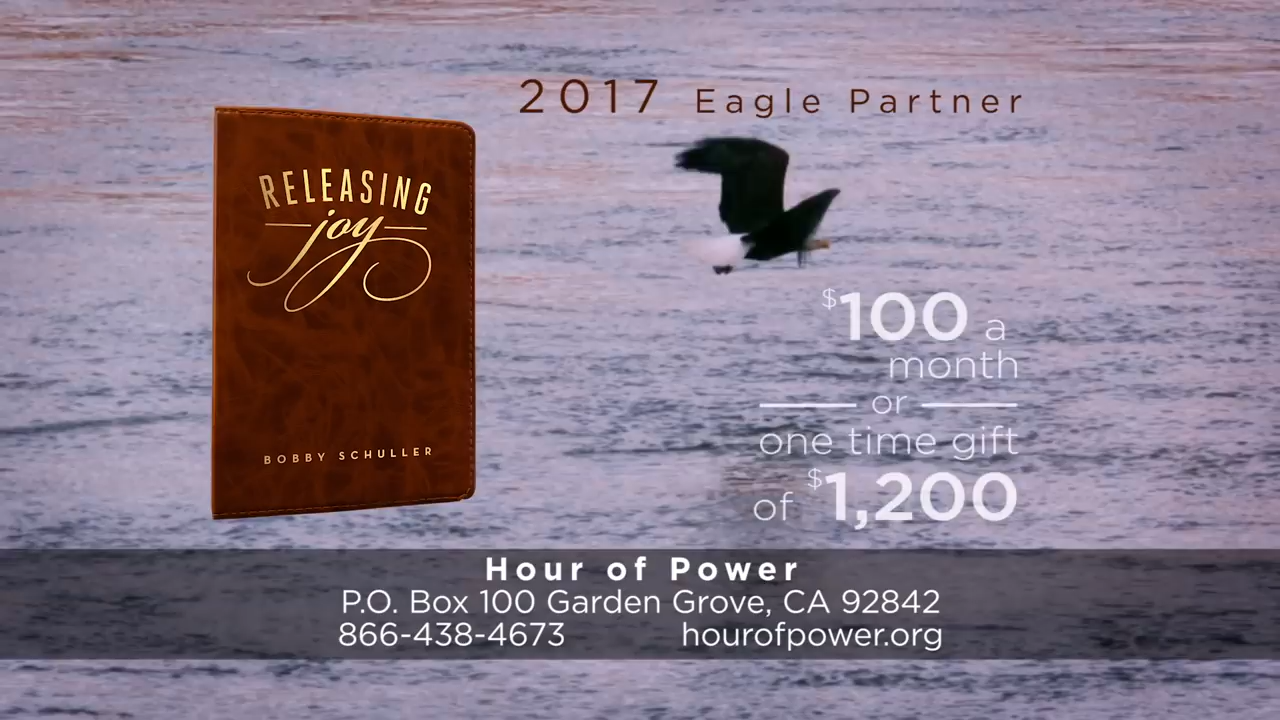 2017 Eagle Partner
RELEASING
joy
BOBBY SCHULLER
$100 a
month
or
one time gift
of $1,200
Hour of Power
P.O. Box 100 Garden Grove, CA 92842
866-438-4673 hourofpower.org